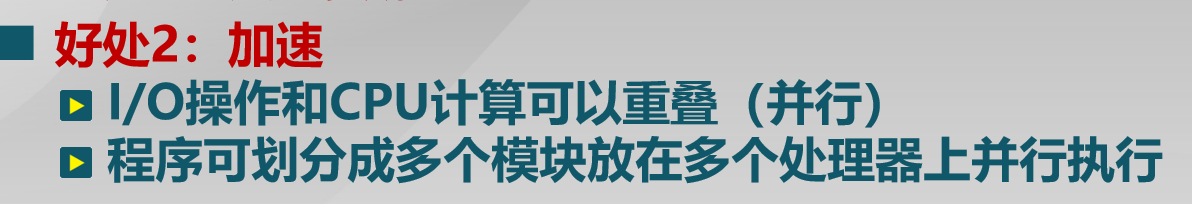 好处2：加速
I/O操作和CPU计算可以重叠（并行）
程序可划分成多个模块放在多个处理器上并行执行